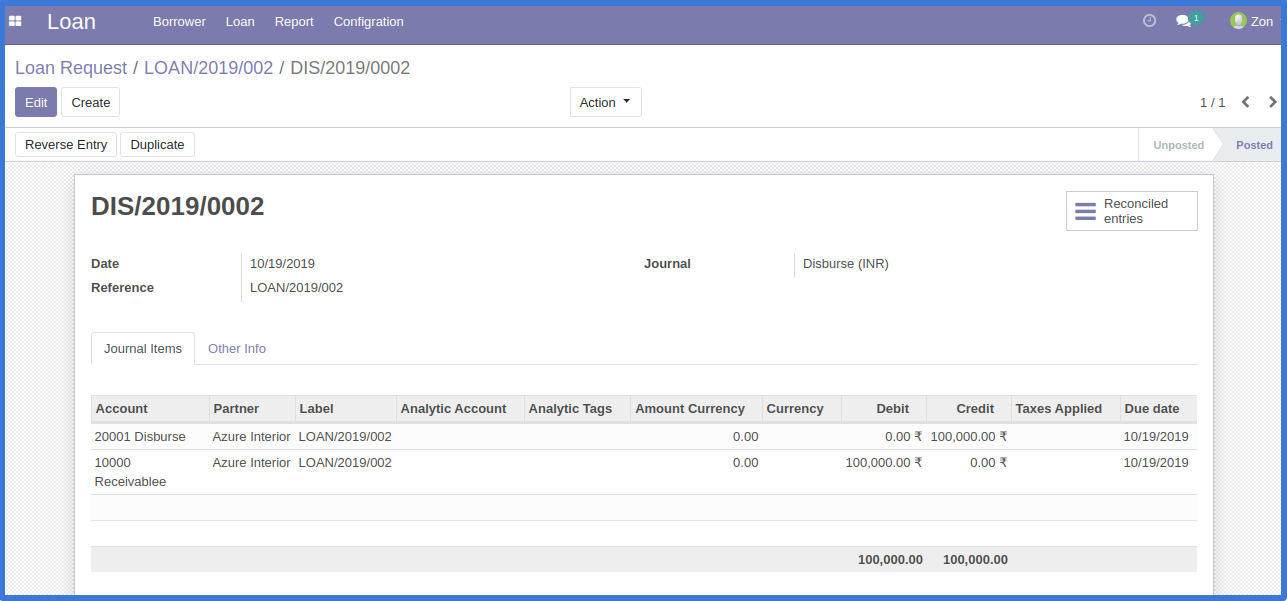 Loan Borrower Loan Report Configration 1 Zon
Loan Request / LOAN/2019/002 / DIS/2019/0002
Edit Create Action 1 / 1
Reverse Entry Duplicate Unposted Posted
DIS/2019/0002
Reconciled
entries
Date 10/19/2019 Journal Disburse (INR)
Reference LOAN/2019/002
Journal Items Other Info
Account Partner Label Analytic Account Analytic Tags Amount Currency Currency Debit Credit Taxes Applied Due date
20001 Disburse Azure Interior LOAN/2019/002 0.00 0.00 ₹ 100,000.00 ₹ 10/19/2019
10000 Azure Interior LOAN/2019/002 0.00 100,000.00 ₹ 0.00 ₹ 10/19/2019
Receivablee
100,000.00 100,000.00